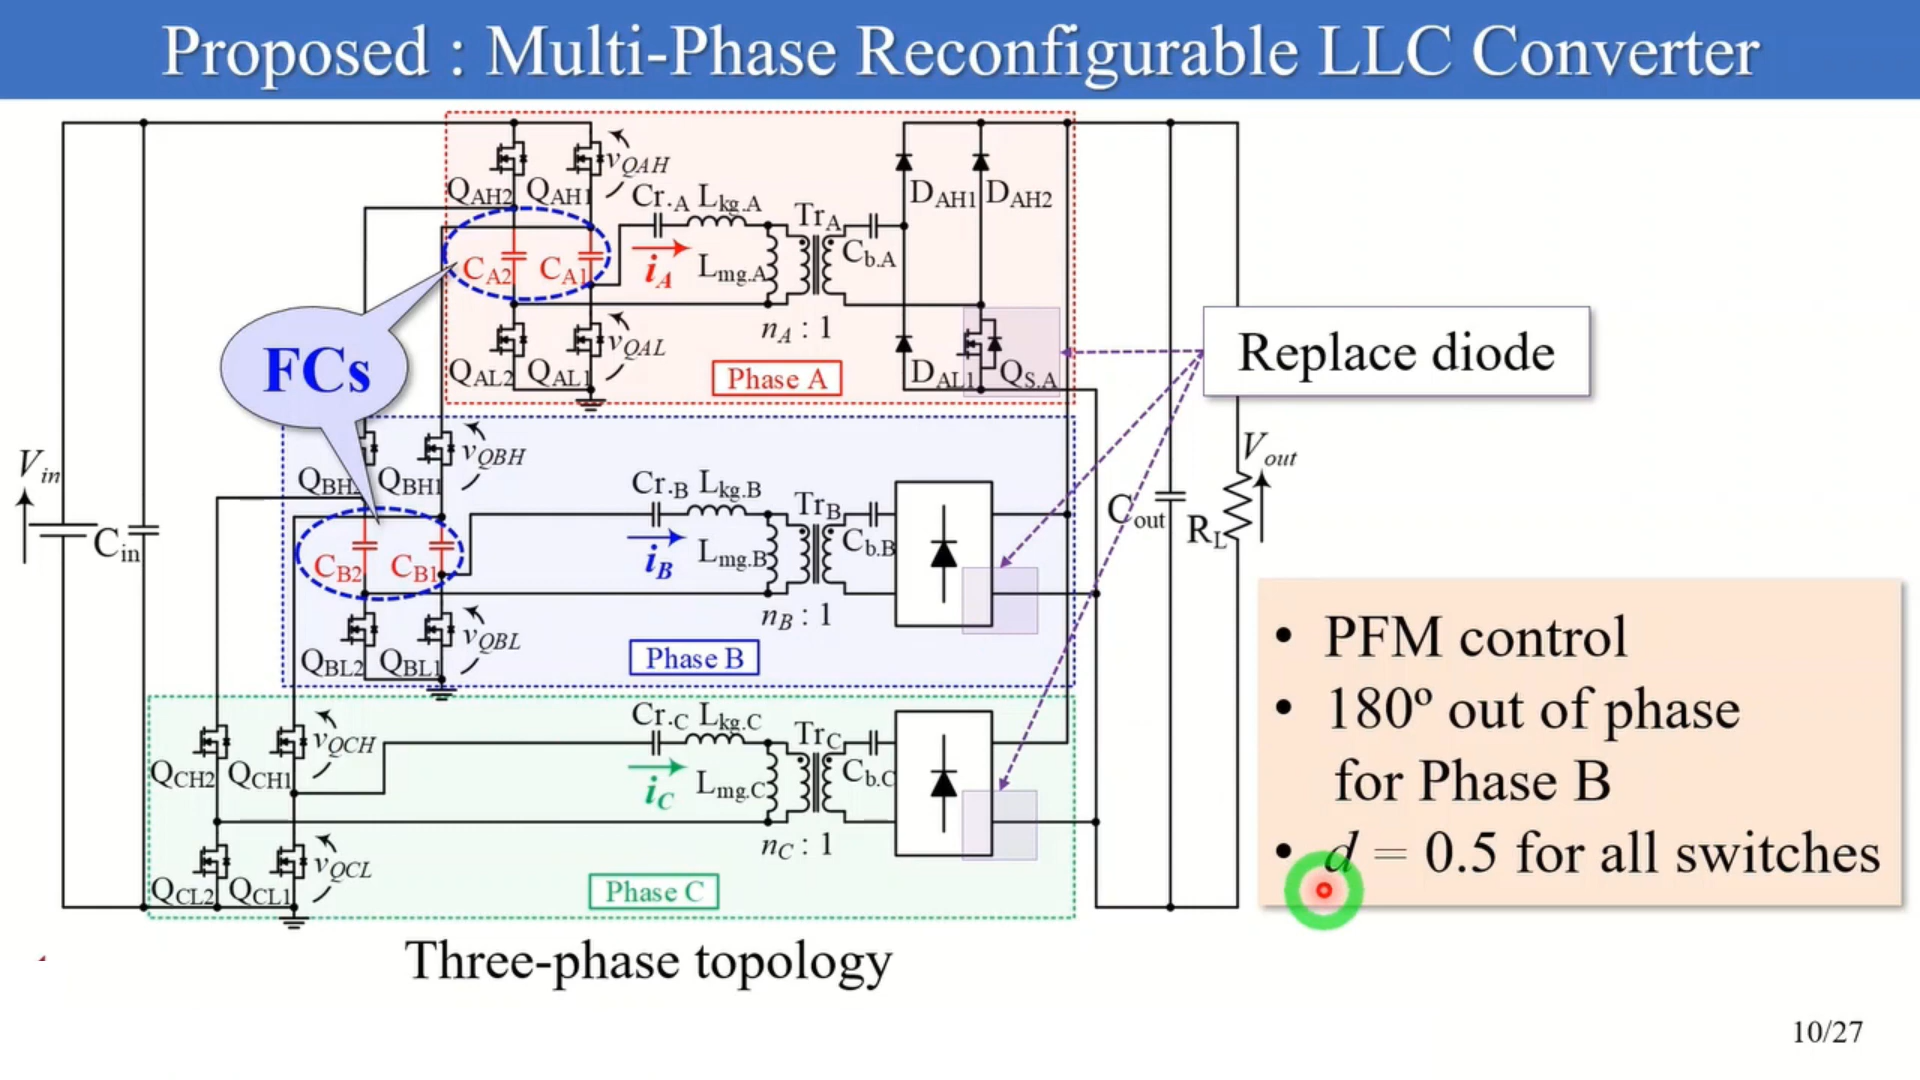 Proposed : Multi-Phase Reconfigurable LLC Converter
vQAH
QAH2 QAH1
Cr.A Lkg.A
TrA
DAH1 DAH2
CA2 CA1
iA
Lmg.A
Cb.A
nA : 1
vQAL
QAL2 QAL1
Phase A
DAL1 QS.A
Replace diode
FCs
Vin
Cin
vQBH
QBH2 QBH1
Cr.B Lkg.B
TrB
CB2 CB1
iB
Lmg.B
Cb.B
nB : 1
vQBL
QBL2 QBL1
Phase B
Cout
RL
Vout
vQCH
QCH2 QCH1
Cr.C Lkg.C
TrC
iC
Lmg.C
Cb.C
nC : 1
vQCL
QCL2 QCL1
Phase C
• PFM control
• 180º out of phase
for Phase B
• d = 0.5 for all switches
Three-phase topology
10/27